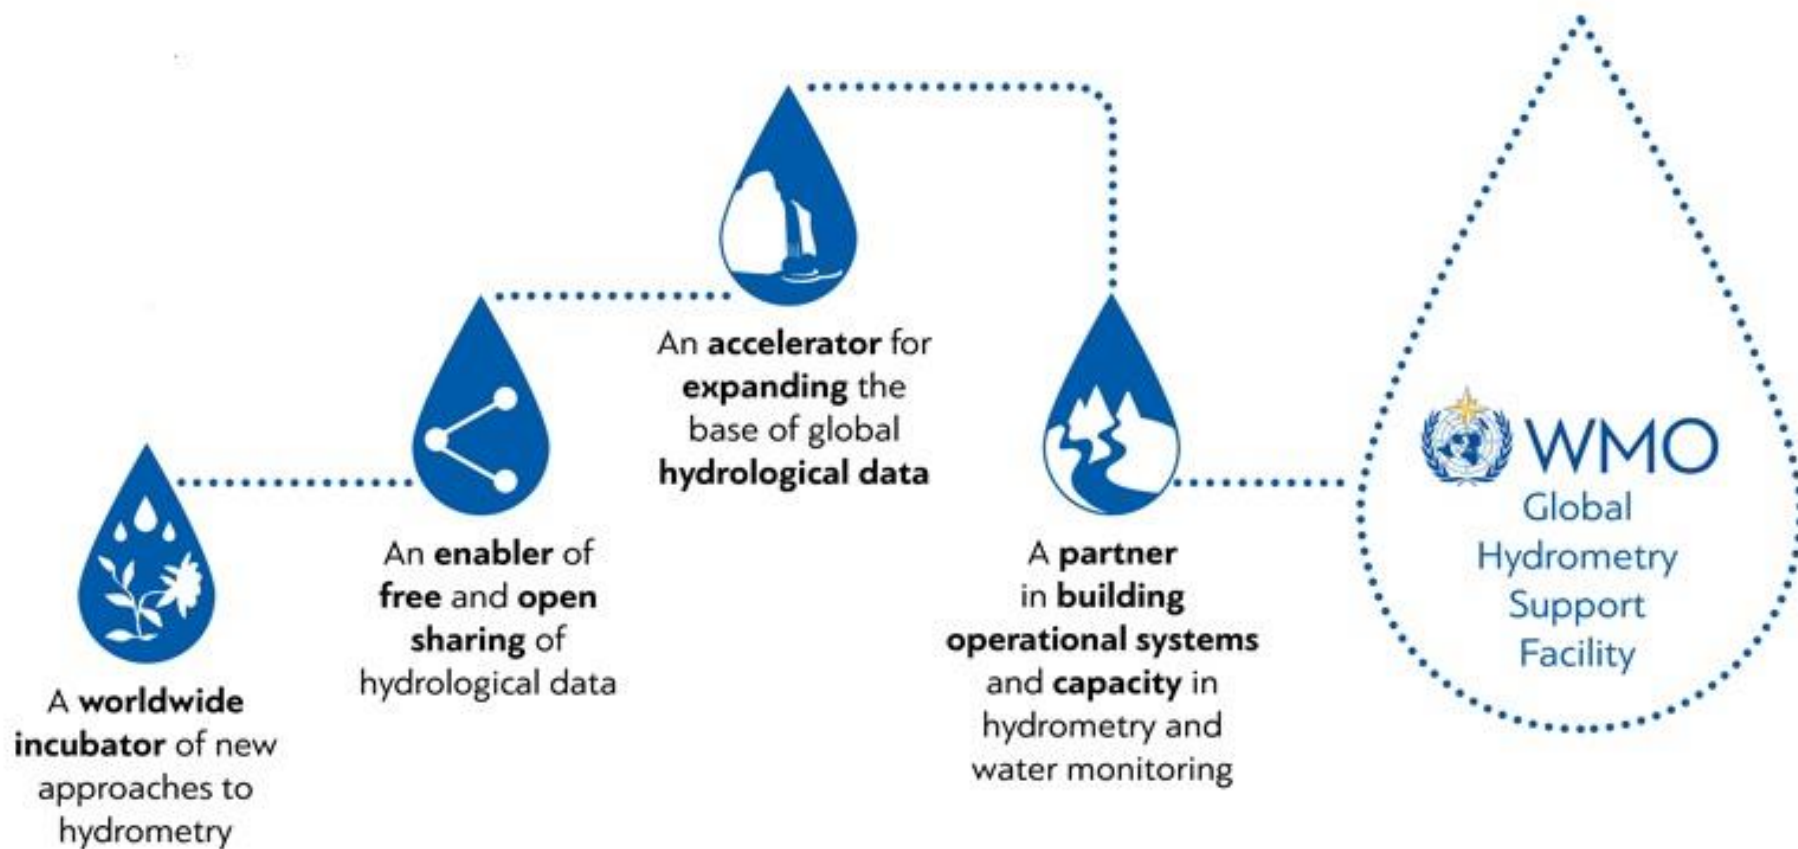 A worldwide
incubator of new
approaches to
hydrometry
An enabler of
free and open
sharing of
hydrological data
An accelerator for
expanding the
base of global
hydrological data
A partner
in building
operational systems
and capacity in
hydrometry and
water monitoring
WMO
Global
Hydrometry
Support
Facility